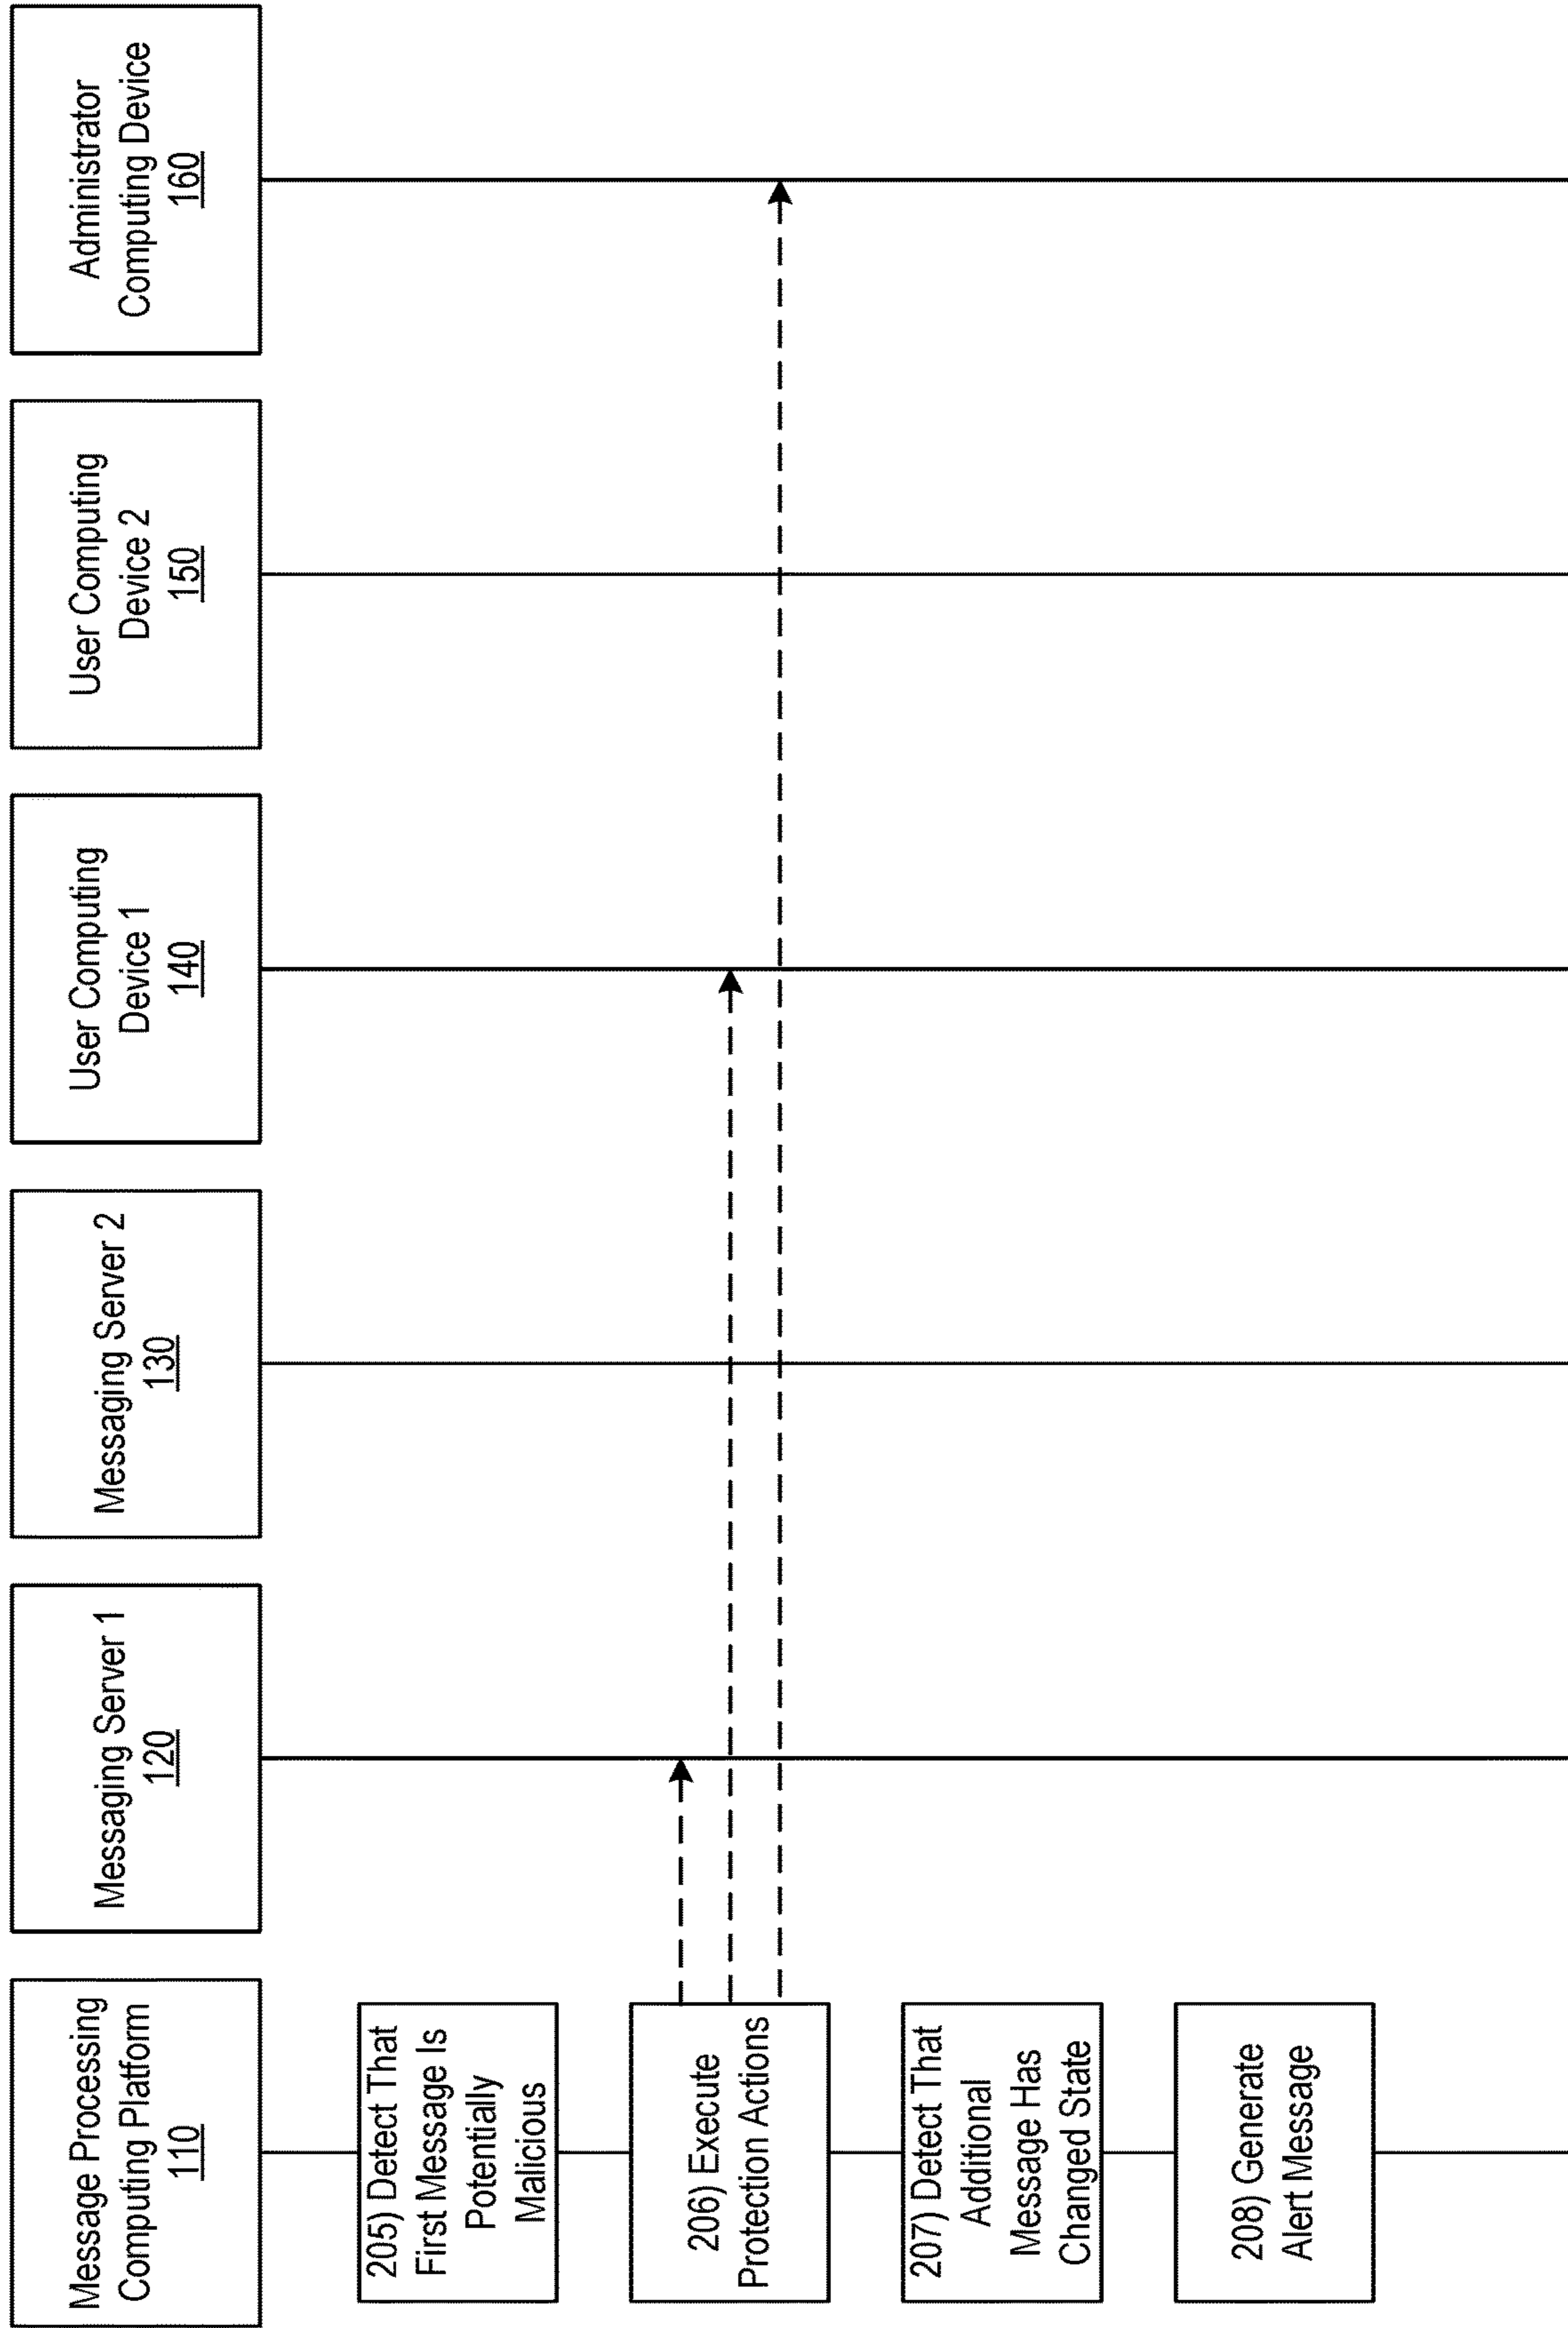 Message Processing
Computing Platform
110
Messaging Server 1
120
Messaging Server 2
130
User Computing
Device 1
140
User Computing
Device 2
150
Administrator
Computing Device
160
205) Detect That
First Message Is
Potentially
Malicious
206) Execute
Protection Actions
207) Detect That
Additional
Message Has
Changed State
208) Generate
Alert Message